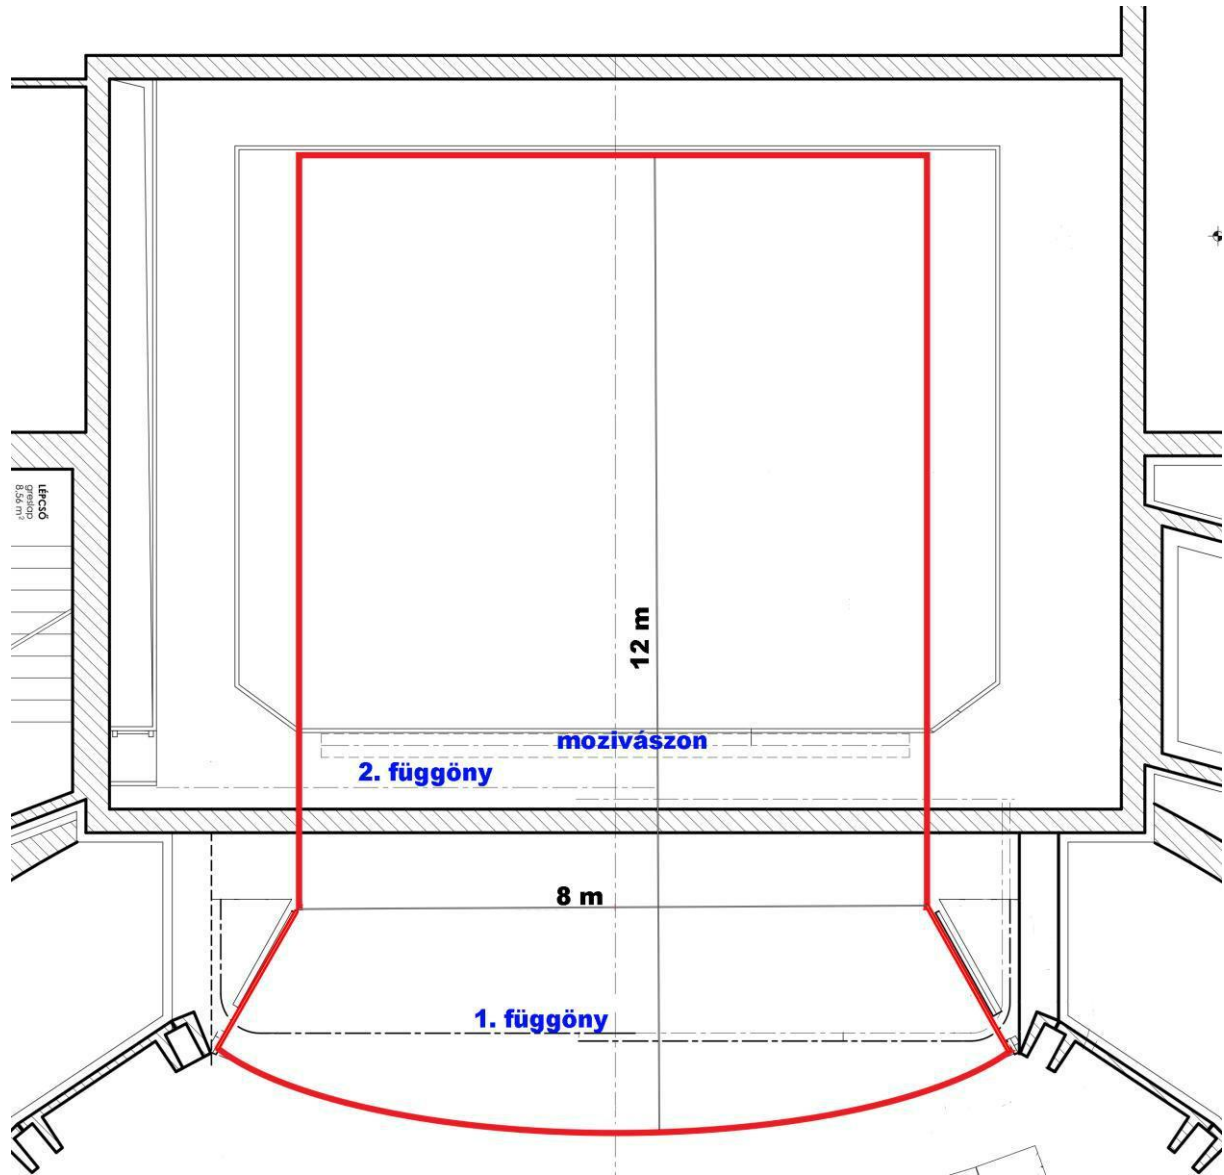 LÉPCSŐ
greslap
8.56 m²
12 m
mozivászon
2. függöny
8 m
1. függöny